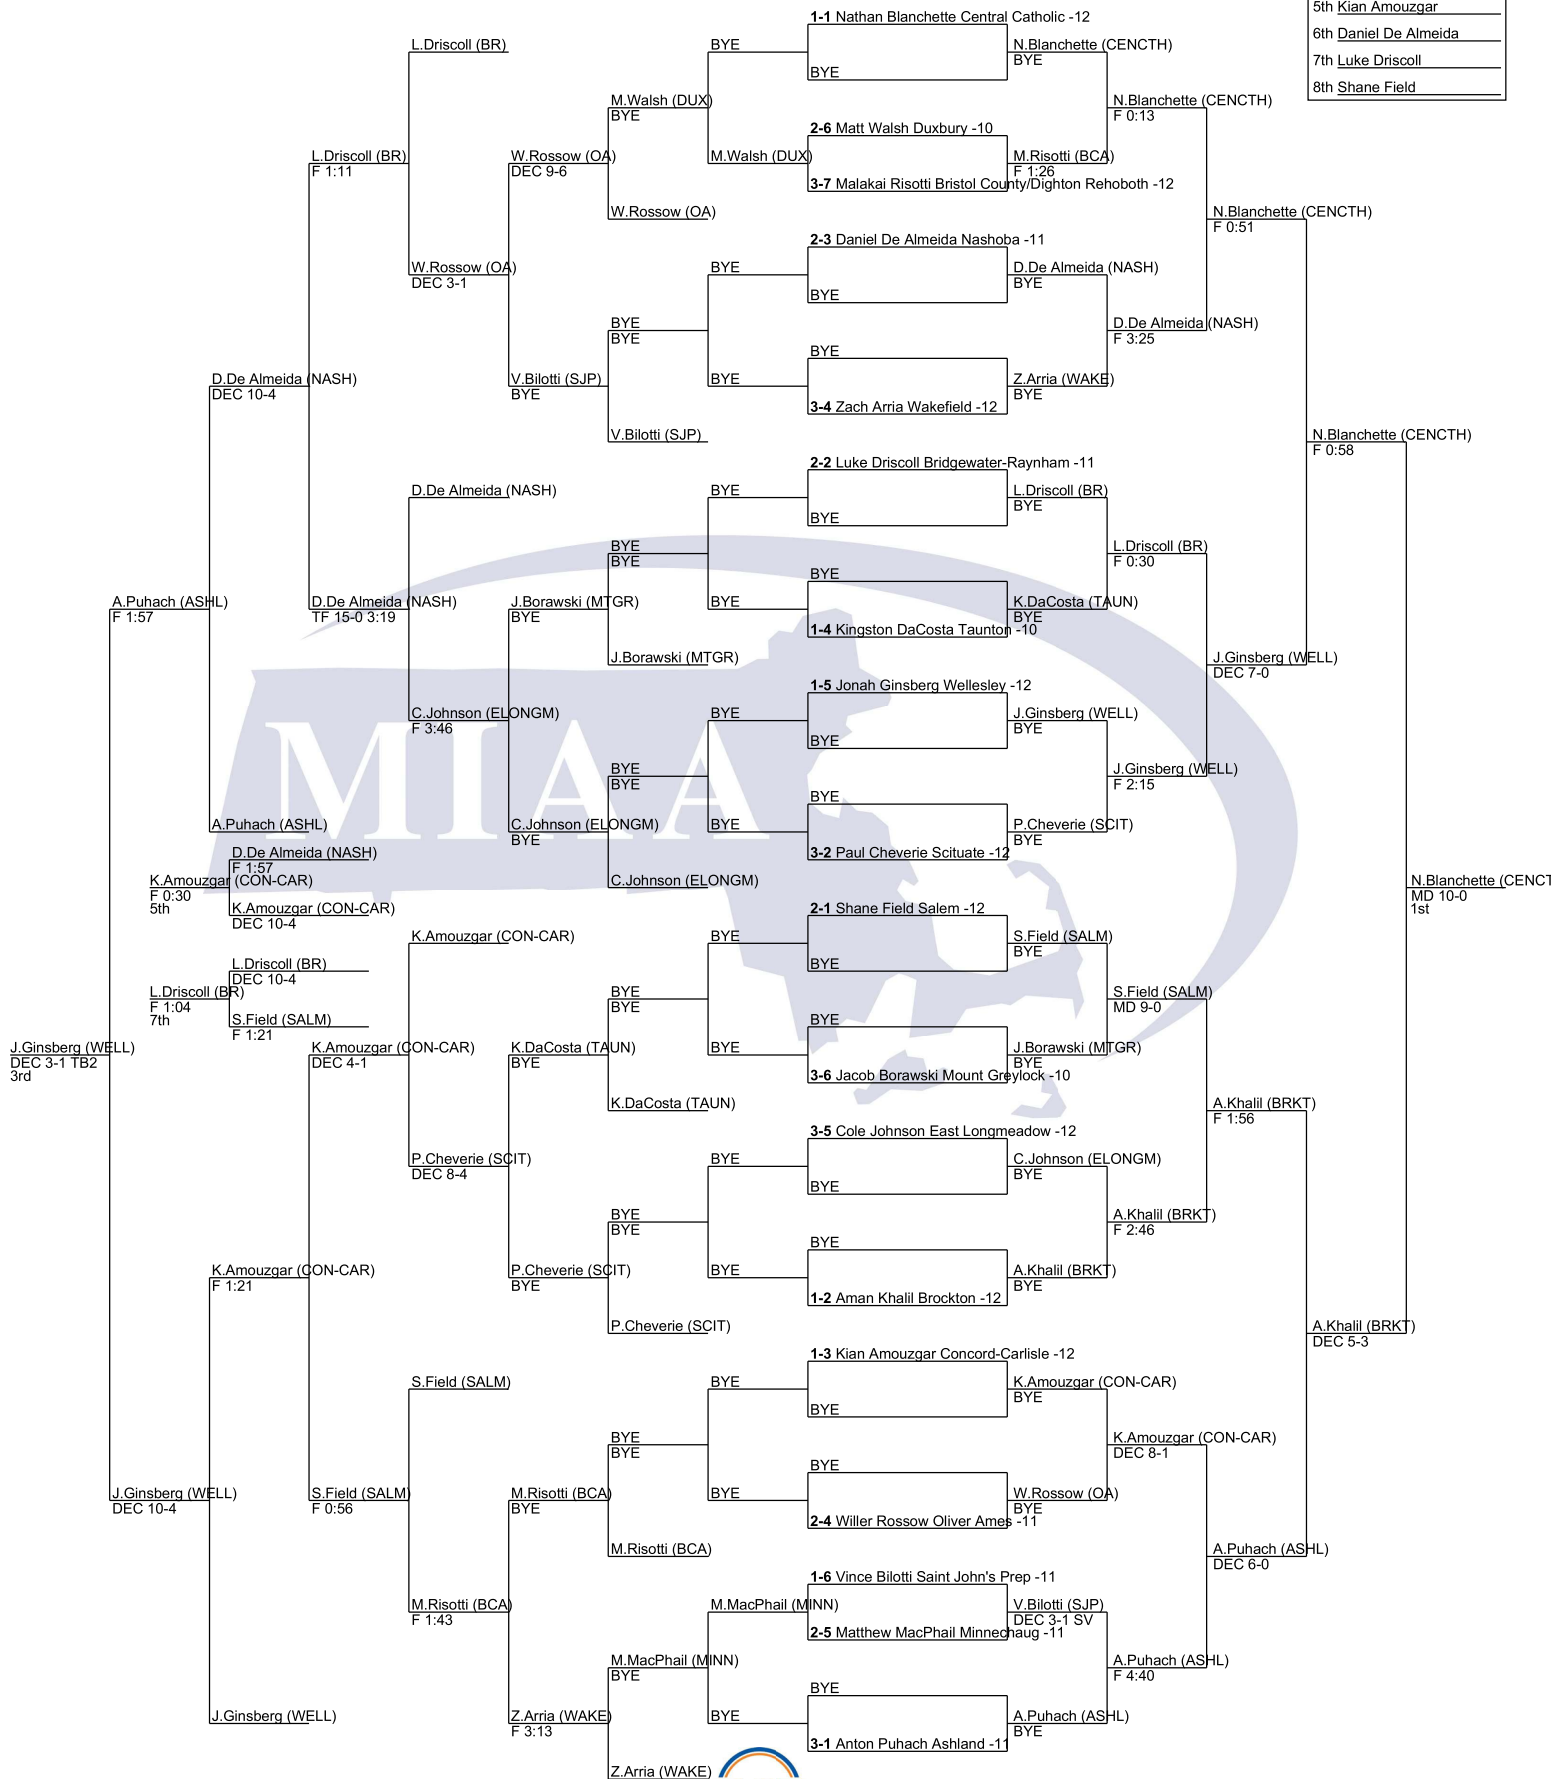 5th Kian Amouzgar
6th Daniel De Almeida
7th Luke Driscoll
8th Shane Field
1-1 Nathan Blanchette Central Catholic -12
BYE
2-6 Matt Walsh Duxbury -10
3-7 Malakai Risotti Bristol County/Dighton Rehoboth -12
2-3 Daniel De Almeida Nashoba -11
BYE
BYE
3-4 Zach Arria Wakefield -12
2-2 Luke Driscoll Bridgewater-Raynham -11
BYE
BYE
1-4 Kingston DaCosta Taunton -10
1-5 Jonah Ginsberg Wellesley -12
BYE
BYE
3-2 Paul Cheverie Scituate -12
2-1 Shane Field Salem -12
BYE
BYE
3-6 Jacob Borawski Mount Greylock -10
3-5 Cole Johnson East Longmeadow -12
BYE
BYE
1-2 Aman Khalil Brockton -12
1-3 Kian Amouzgar Concord-Carlisle -12
BYE
BYE
2-4 Willer Rossow Oliver Ames -11
1-6 Vince Bilotti Saint John's Prep -11
2-5 Matthew MacPhail Minnechaug -11
BYE
3-1 Anton Puhach Ashland -11
N.Blanchette (CENCTH)
BYE
M.Risotti (BCA)
F 1:26
D.De Almeida (NASH)
BYE
Z.Arria (WAKE)
BYE
L.Driscoll (BR)
BYE
K.DaCosta (TAUN)
BYE
J.Ginsberg (WELL)
BYE
P.Cheverie (SCIT)
BYE
S.Field (SALM)
BYE
J.Borawski (MTGR)
BYE
C.Johnson (ELONGM)
BYE
A.Khalil (BRKT)
BYE
K.Amouzgar (CON-CAR)
BYE
W.Rossow (OA)
BYE
V.Bilotti (SJP)
DEC 3-1 SV
A.Puhach (ASHL)
BYE
N.Blanchette (CENCTH)
F 0:13
D.De Almeida (NASH)
F 3:25
L.Driscoll (BR)
F 0:30
J.Ginsberg (WELL)
F 2:15
S.Field (SALM)
MD 9-0
A.Khalil (BRKT)
F 2:46
K.Amouzgar (CON-CAR)
DEC 8-1
A.Puhach (ASHL)
F 4:40
N.Blanchette (CENCTH)
F 0:51
J.Ginsberg (WELL)
DEC 7-0
A.Khalil (BRKT)
F 1:56
A.Puhach (ASHL)
DEC 6-0
N.Blanchette (CENCTH)
F 0:58
A.Khalil (BRKT)
DEC 5-3
N.Blanchette (CENCT
MD 10-0
1st
BYE
M.Walsh (DUX)
BYE
BYE
BYE
BYE
BYE
BYE
BYE
BYE
BYE
BYE
BYE
BYE
M.MacPhail (MINN)
BYE
M.Walsh (DUX)
BYE
W.Rossow (OA)
BYE
BYE
V.Bilotti (SJP)
BYE
BYE
J.Borawski (MTGR)
BYE
BYE
C.Johnson (ELONGM)
BYE
BYE
K.DaCosta (TAUN)
BYE
BYE
P.Cheverie (SCIT)
BYE
BYE
M.Risotti (BCA)
M.MacPhail (MINN)
BYE
Z.Arria (WAKE)
W.Rossow (OA)
DEC 9-6
V.Bilotti (SJP)
BYE
J.Borawski (MTGR)
BYE
C.Johnson (ELONGM)
BYE
K.DaCosta (TAUN)
BYE
P.Cheverie (SCIT)
BYE
M.Risotti (BCA)
BYE
Z.Arria (WAKE)
F 3:13
L.Driscoll (BR)
W.Rossow (OA)
DEC 3-1
D.De Almeida (NASH)
C.Johnson (ELONGM)
F 3:46
K.Amouzgar (CON-CAR)
P.Cheverie (SCIT)
DEC 8-4
S.Field (SALM)
M.Risotti (BCA)
F 1:43
L.Driscoll (BR)
F 1:11
D.De Almeida (NASH)
TF 15-0 3:19
K.Amouzgar (CON-CAR)
DEC 4-1
S.Field (SALM)
F 0:56
D.De Almeida (NASH)
DEC 10-4
A.Puhach (ASHL)
K.Amouzgar (CON-CAR)
F 1:21
J.Ginsberg (WELL)
A.Puhach (ASHL)
F 1:57
J.Ginsberg (WELL)
DEC 10-4
J.Ginsberg (WELL)
DEC 3-1 TB2
3rd
D.De Almeida (NASH)
F 1:57
K.Amouzgar (CON-CAR)
F 0:30
5th
K.Amouzgar (CON-CAR)
DEC 10-4
L.Driscoll (BR)
DEC 10-4
L.Driscoll (BR)
F 1:04
7th
S.Field (SALM)
F 1:21
MIAA